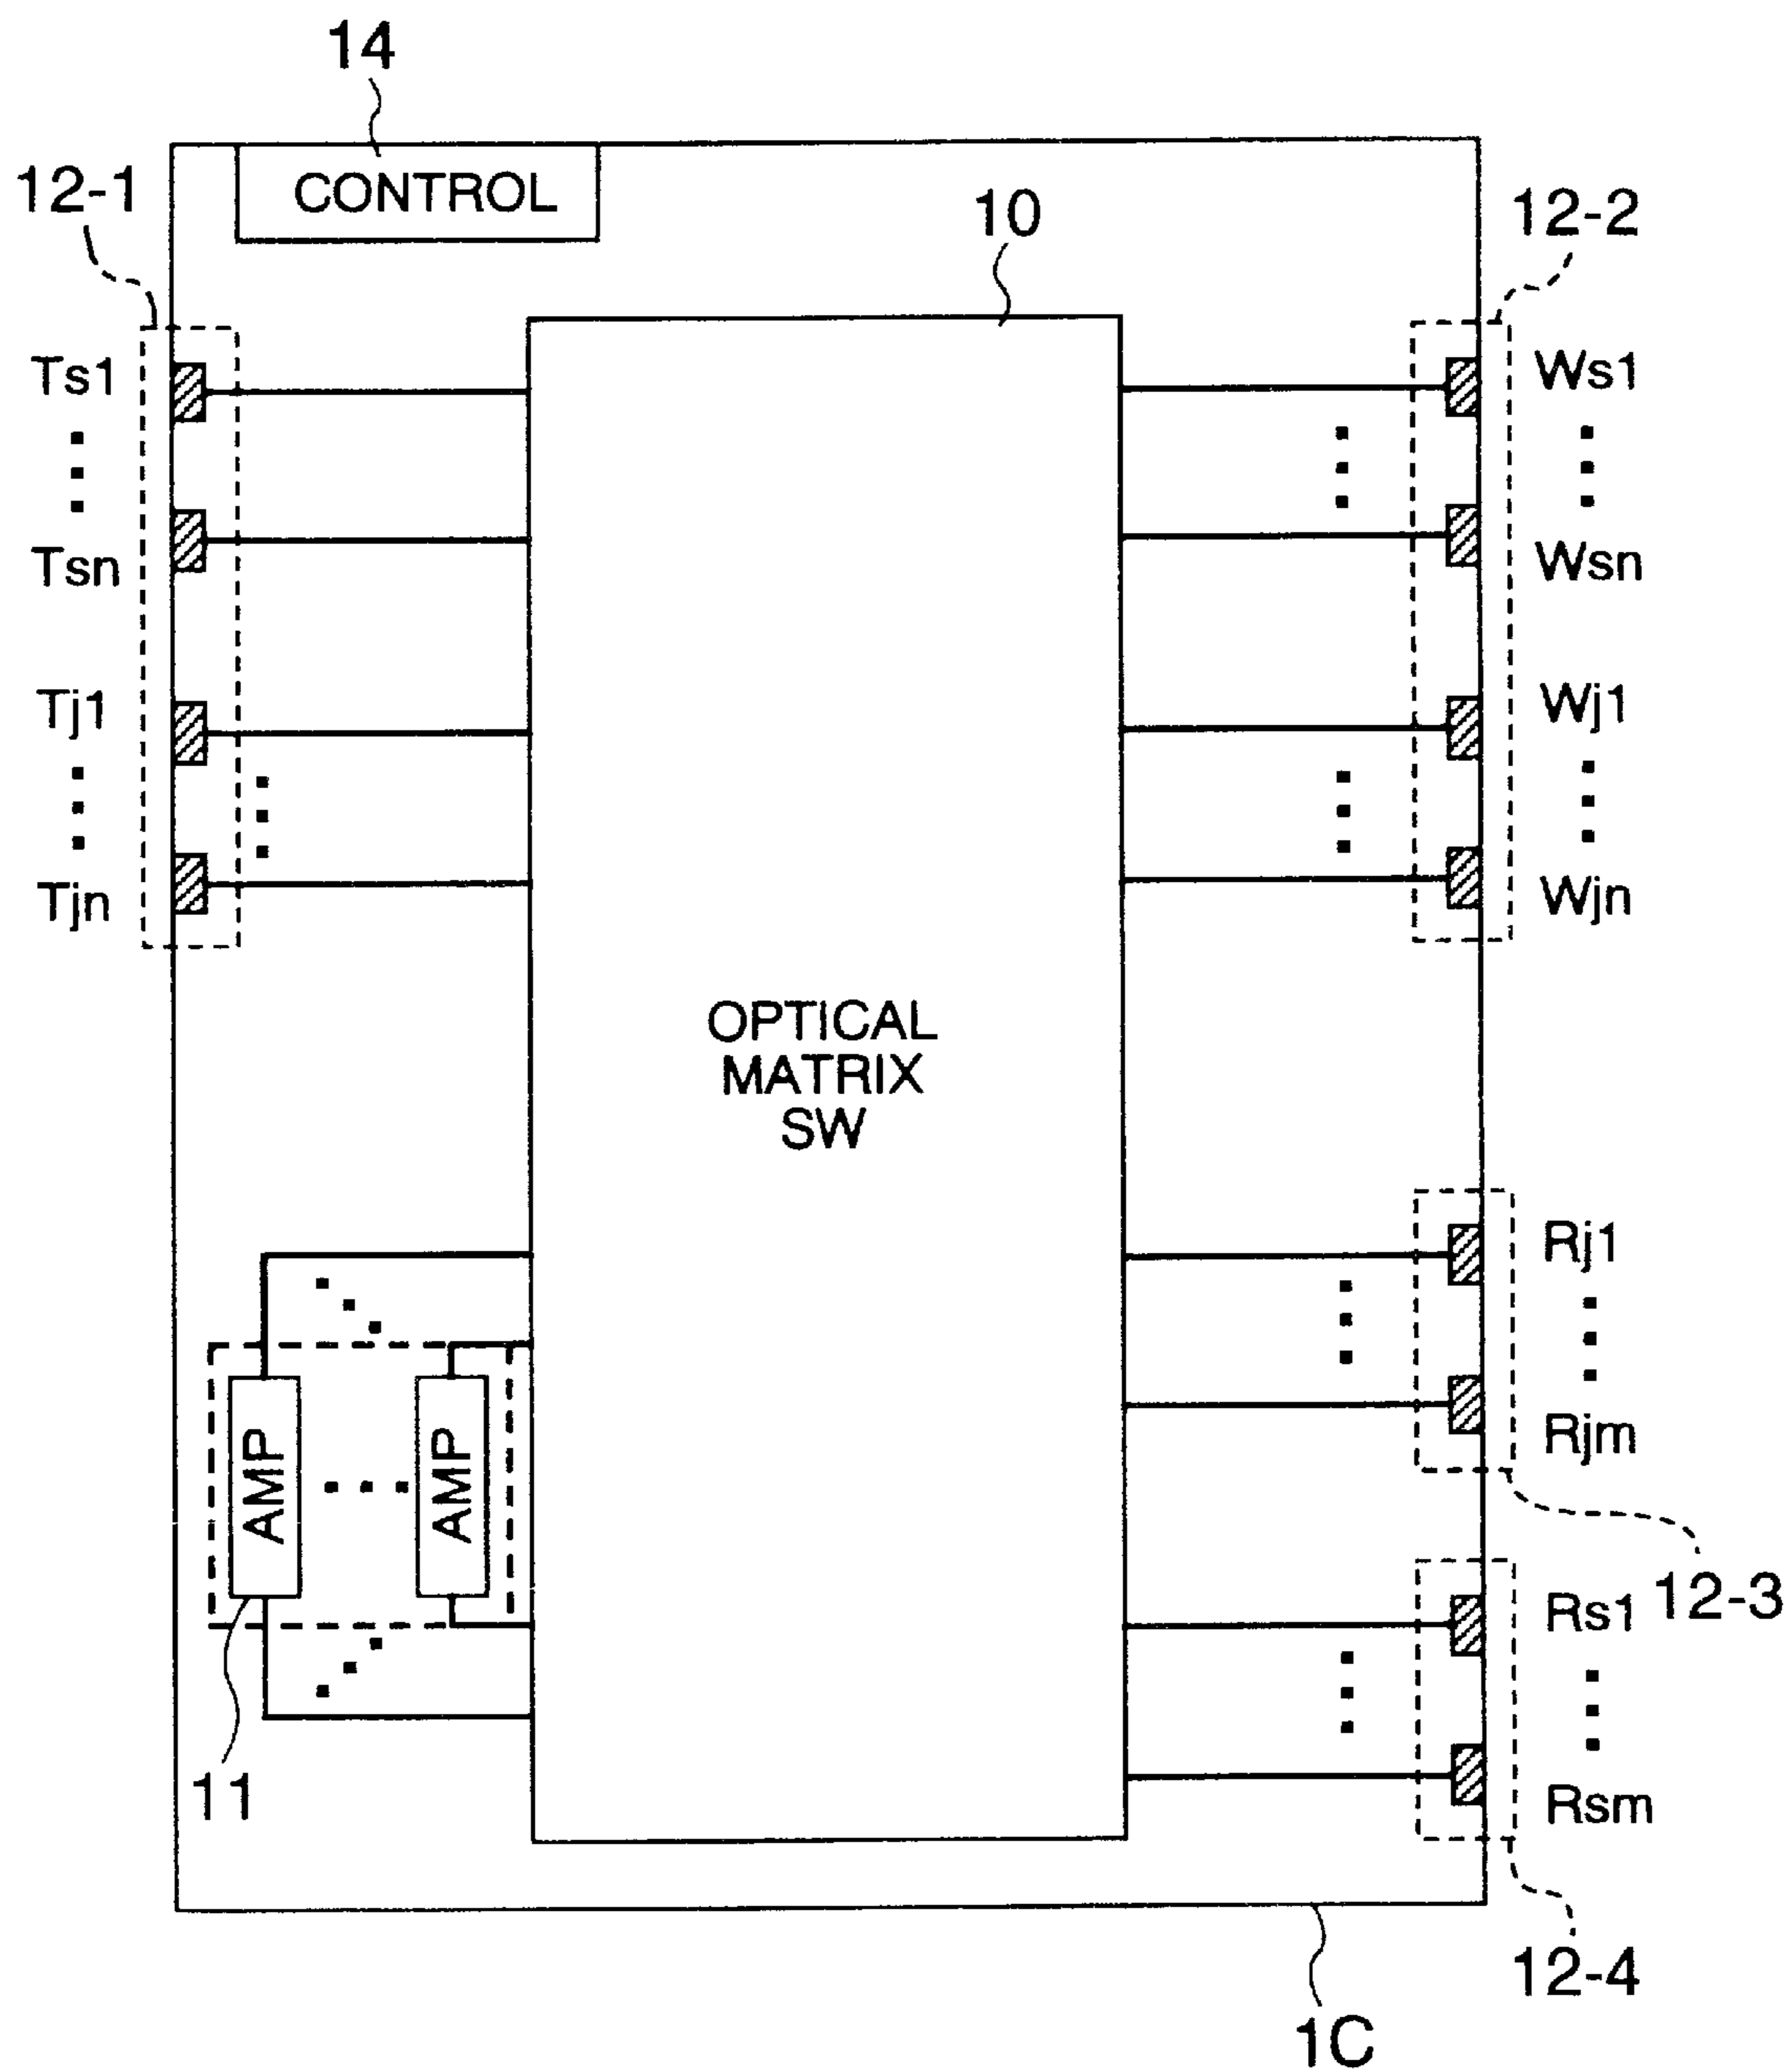 14
CONTROL
12-1
10
12-2
Ts1
Ws1
Tsn
Wsn
Tj1
Wj1
Tjn
Wjn
OPTICAL
MATRIX
SW
Rj1
AMP
AMP
Rjm
12-3
Rs1
11
Rsm
12-4
1C